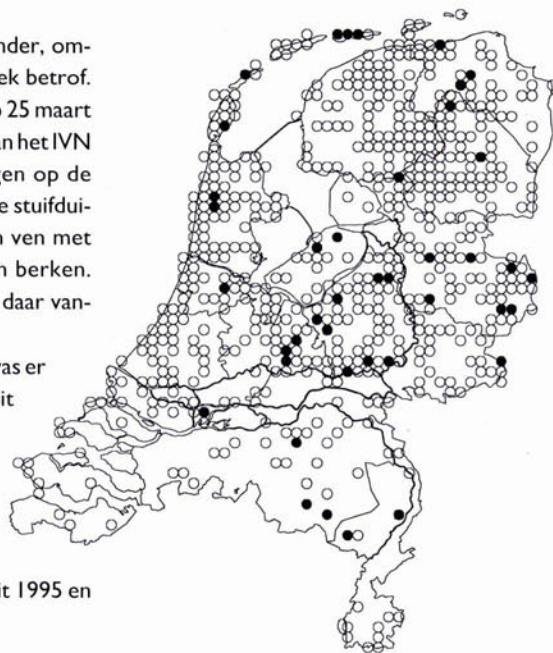 nder, om-
ek betrof.
o 25 maart
an het IVN
gen op de
e stuifdui-
n ven met
n berken.
daar van-
was er
it
it 1995 en